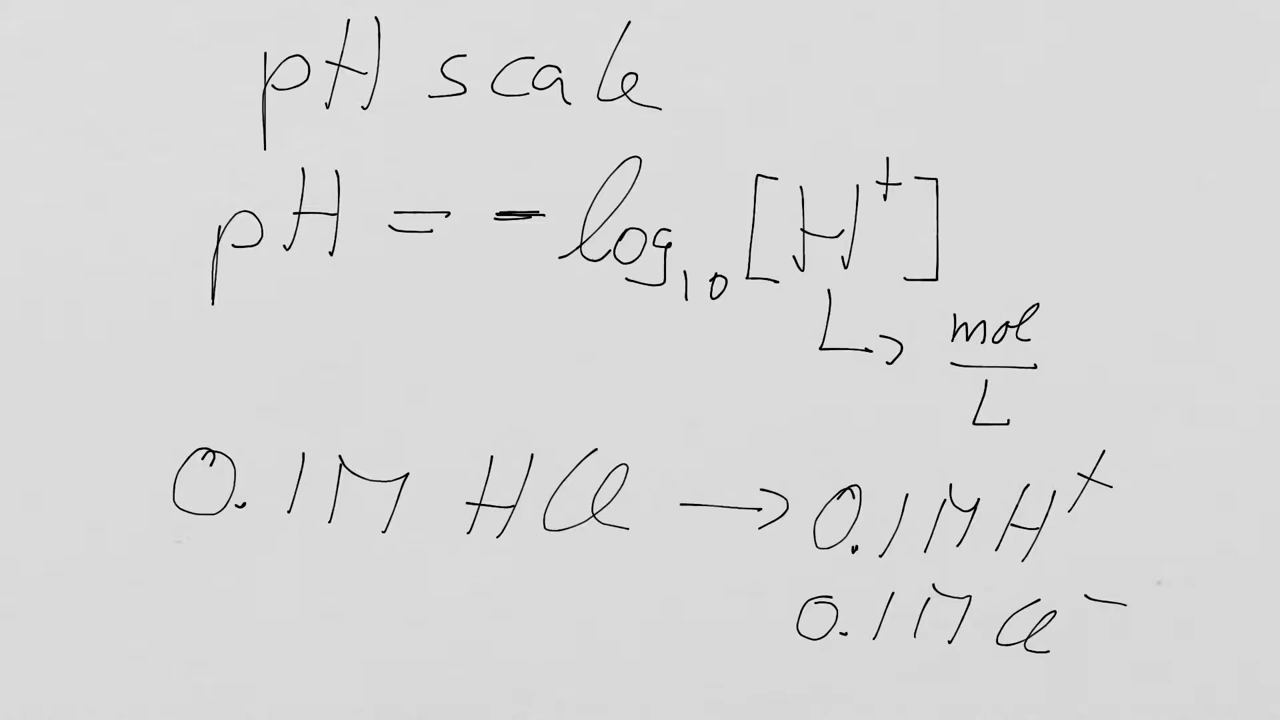 pH scale
pH = - log₁₀ [H⁺]
mol
L
0.1M HCl → 0.1M H⁺
0.1M Cl⁻